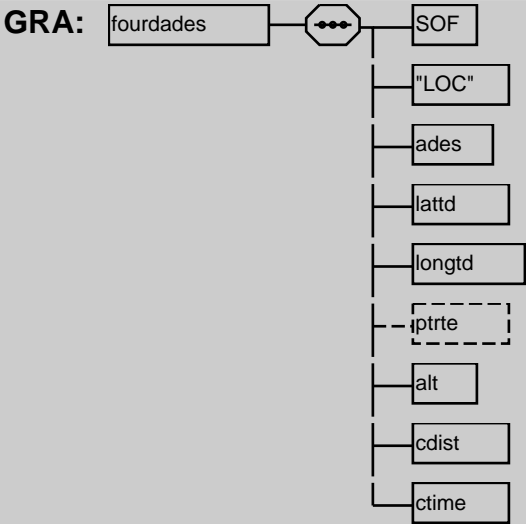 GRA: fourdades SOF
"LOC"
ades
lattd
longtd
ptrte
alt
cdist
ctime